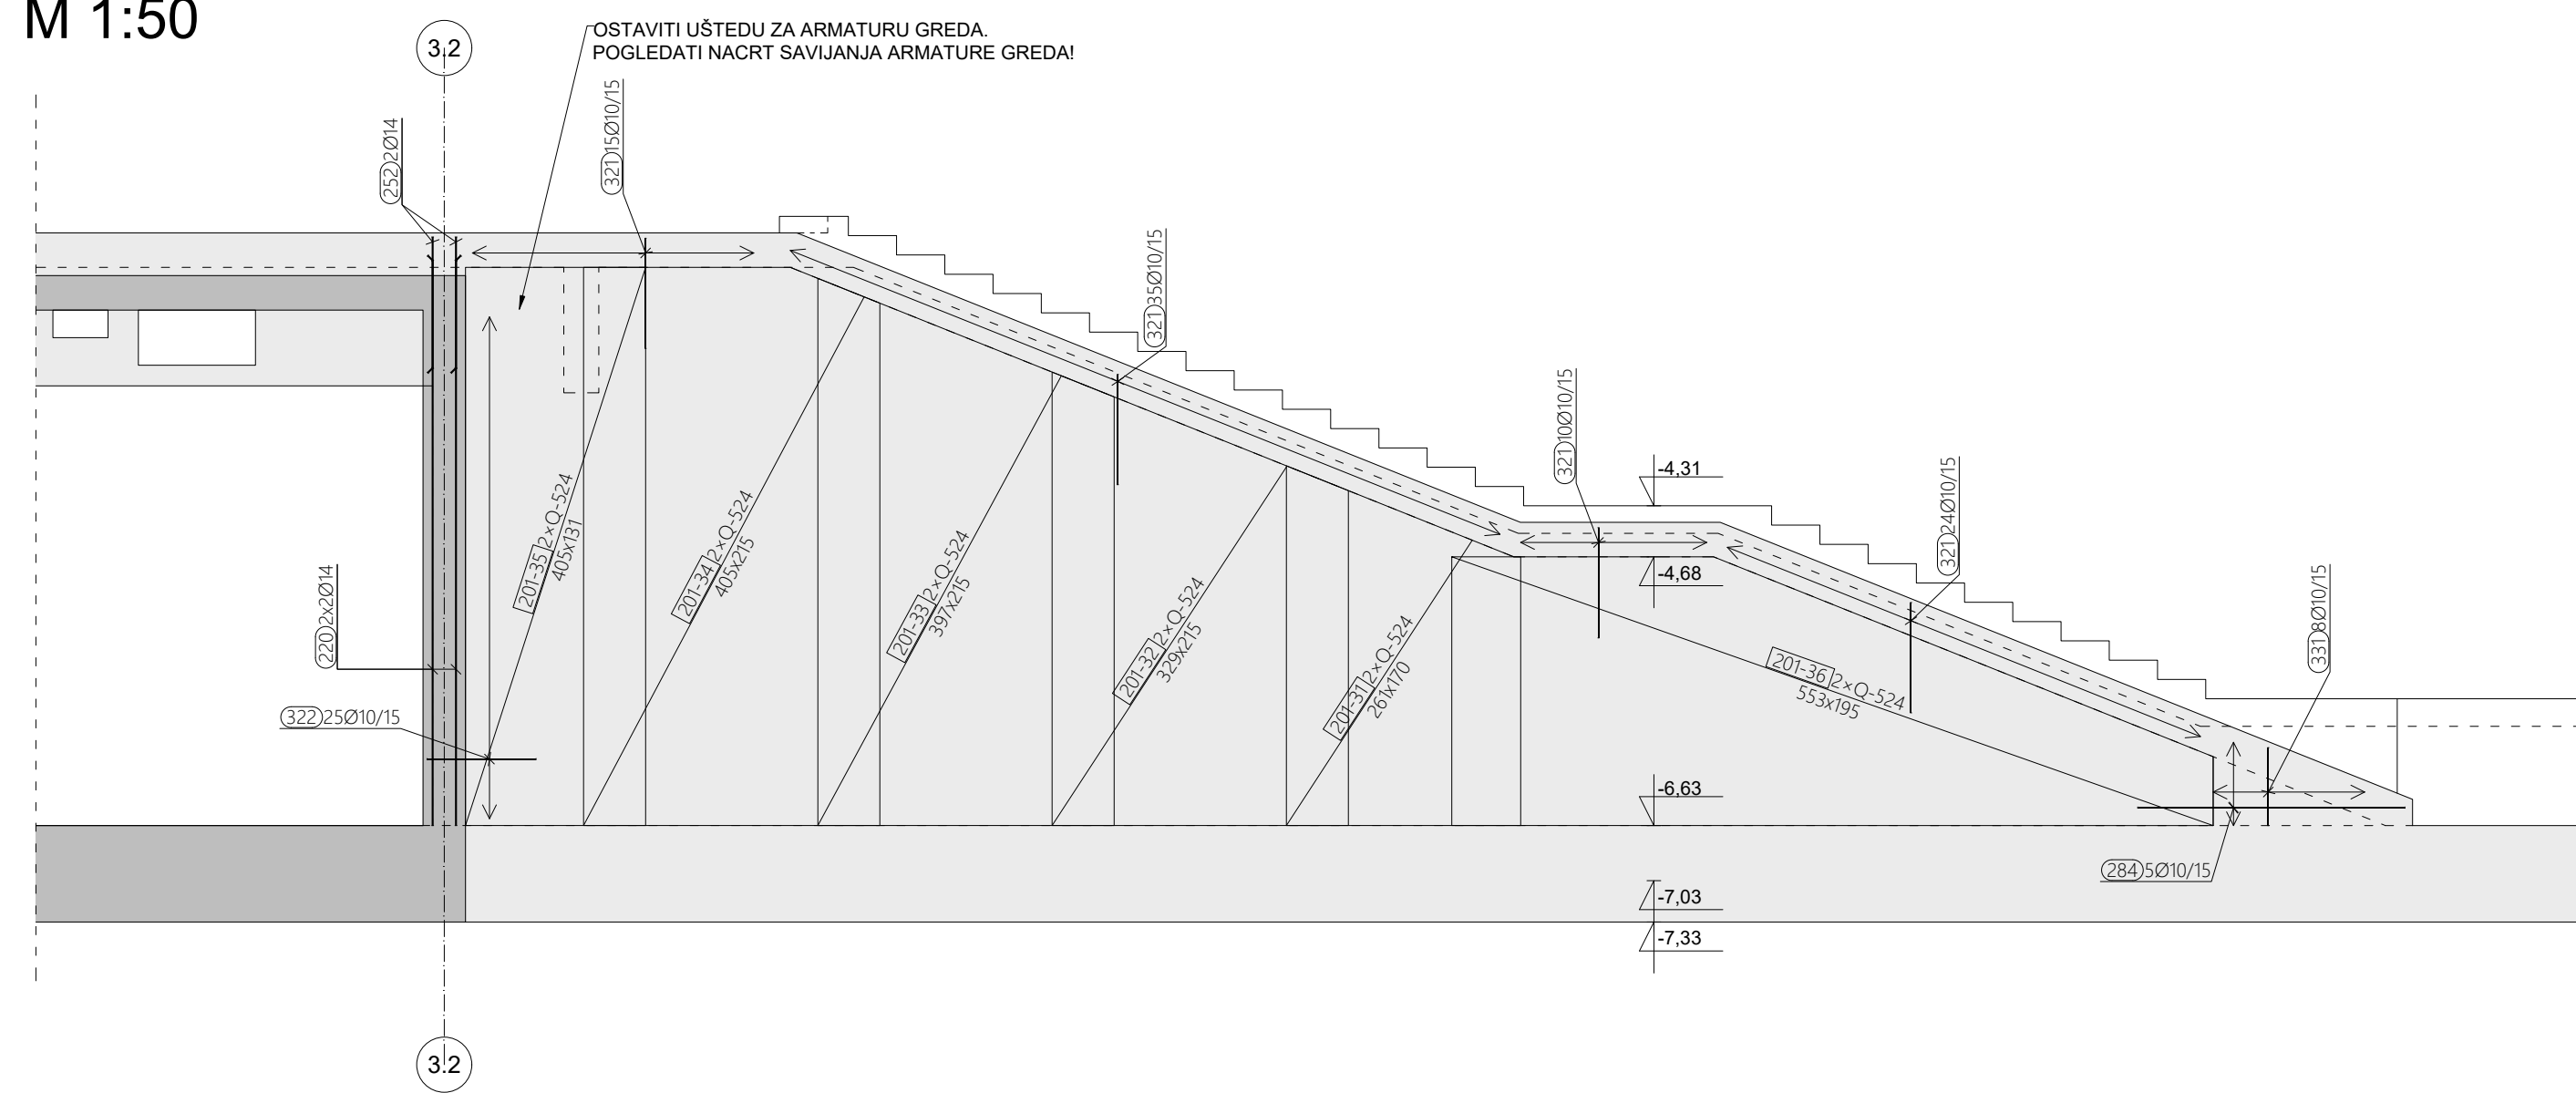 M 1:50
3.2
OSTAVITI UŠTEDU ZA ARMATURU GREDA.
POGLEDATI NACRT SAVIJANJA ARMATURE GREDA!
252 2Ø14
321 15Ø10/15
321 35Ø10/15
321 10Ø10/15
-4,31
321 24Ø10/15
201-35 2×Q-524
405x131
201-34 2×Q-524
405x215
201-33 2×Q-524
397x215
201-32 2×Q-524
329x215
201-31 2×Q-524
261x170
-4,68
201-36 2×Q-524
553x195
331 8Ø10/15
220 2x2Ø14
322 25Ø10/15
-6,63
284 5Ø10/15
-7,03
-7,33
3.2